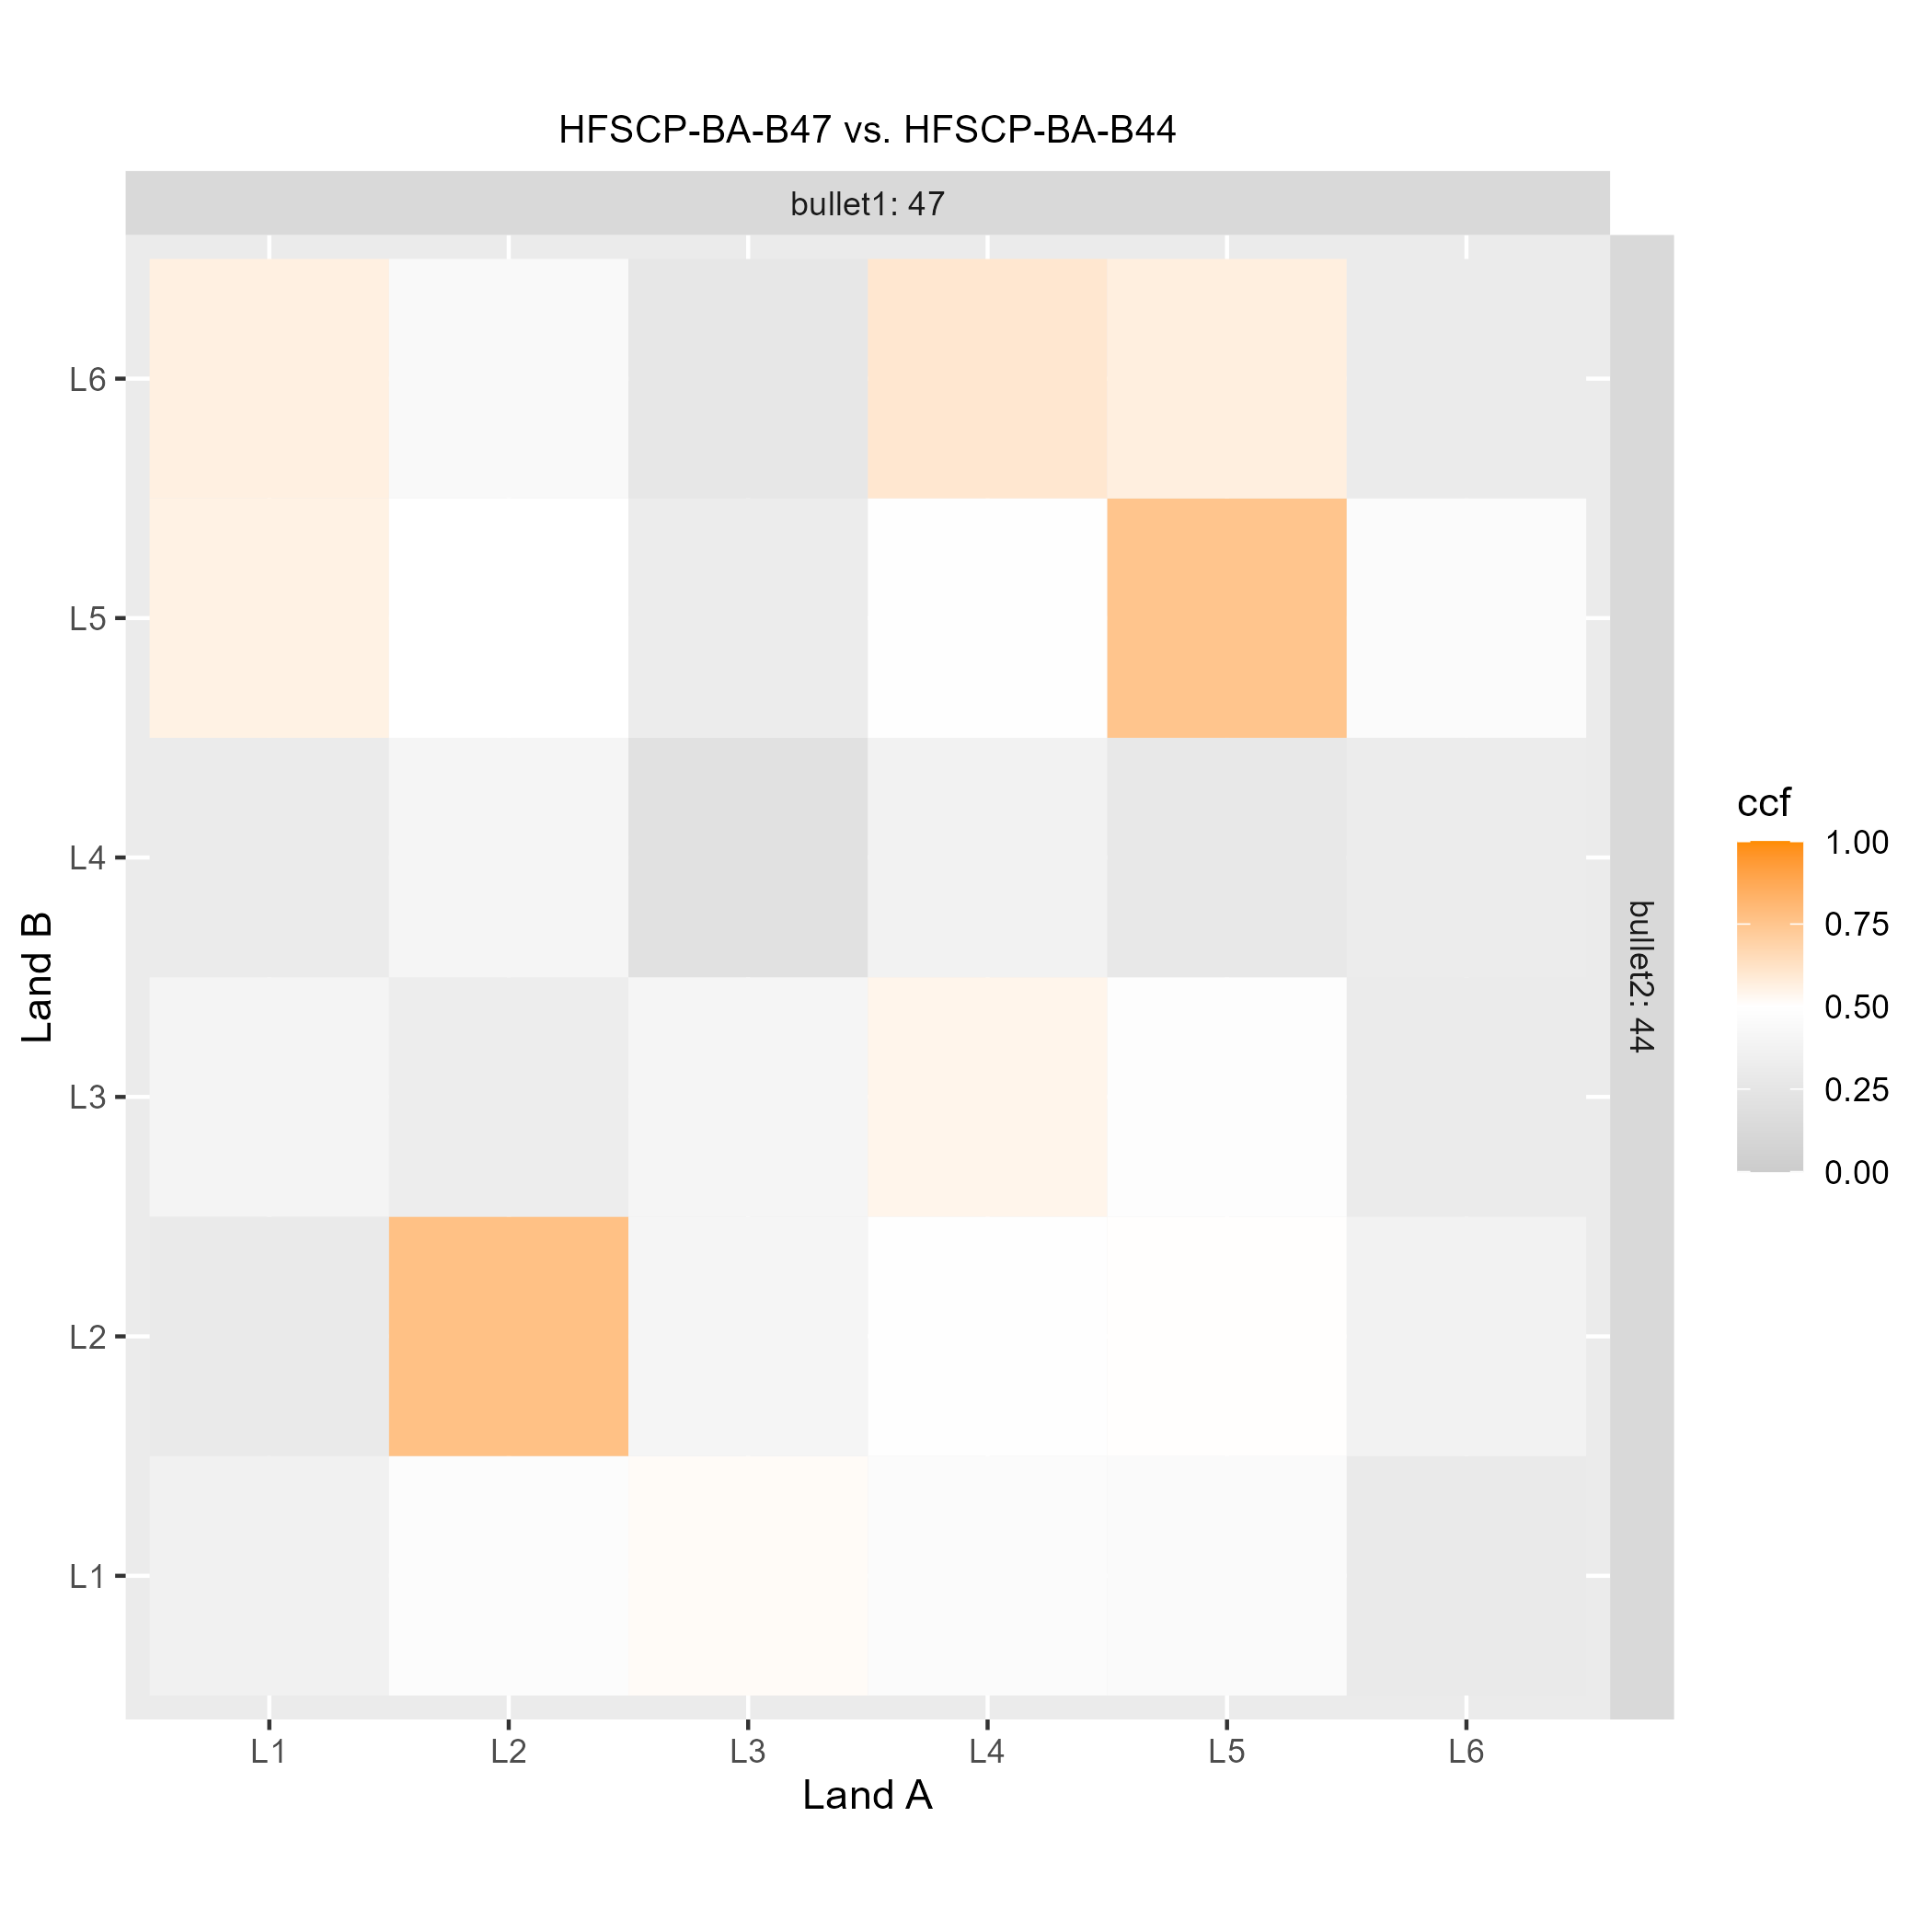 HFSCP-BA-B47 vs. HFSCP-BA-B44
bullet1: 47
L6
L5
L4
L3
L2
L1
Land B
bullet2: 44
ccf
1.00
0.75
0.50
0.25
0.00
L1 L2 L3 L4 L5 L6
Land A